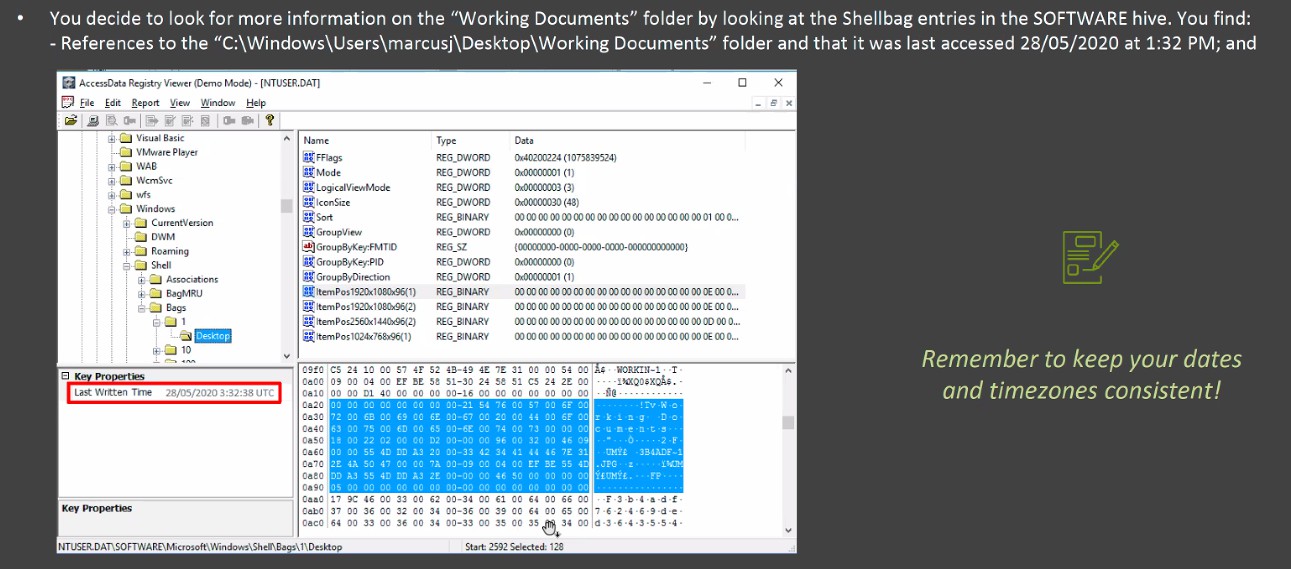 • You decide to look for more information on the “Working Documents” folder by looking at the Shellbag entries in the SOFTWARE hive. You find:
- References to the “C:\Windows\Users\marcusj\Desktop\Working Documents” folder and that it was last accessed 28/05/2020 at 1:32 PM; and
AccessData Registry Viewer (Demo Mode) - [NTUSER.DAT]
File Edit Report View Window Help
Visual Basic
VMware Player
WAB
WcmSvc
wfs
Windows
CurrentVersion
DWM
Roaming
Shell
Associations
BagMRU
Bags
1
Desktop
10
Name Type Data
FFlags REG_DWORD 0x40200224 (1075839524)
Mode REG_DWORD 0x00000001 (1)
LogicalViewMode REG_DWORD 0x00000003 (3)
IconSize REG_DWORD 0x00000030 (48)
Sort REG_BINARY 00 00 00 00 00 00 00 00 00 00 00 00 00 00 00 00 01 00 0...
GroupView REG_DWORD 0x00000000 (0)
GroupByKey:FMTID REG_SZ {00000000-0000-0000-0000-000000000000}
GroupByKey:PID REG_DWORD 0x00000000 (0)
GroupByDirection REG_DWORD 0x00000001 (1)
ItemPos1920x1080x96(1) REG_BINARY 00 00 00 00 00 00 00 00 00 00 00 00 00 00 00 00 0E 00 0...
ItemPos1920x1080x96(2) REG_BINARY 00 00 00 00 00 00 00 00 00 00 00 00 00 00 00 00 0E 00 0...
ItemPos2560x1440x96(2) REG_BINARY 00 00 00 00 00 00 00 00 00 00 00 00 00 00 00 00 0D 00 0...
ItemPos1024x768x96(1) REG_BINARY 00 00 00 00 00 00 00 00 00 00 00 00 00 00 00 00 0E 00 0...
Key Properties
Last Written Time 28/05/2020 3:32:38 UTC
Key Properties
09f0 C5 24 10 00 57 4F 52 4B-49 4E 7E 31 00 00 54 00 Å$··WORKIN~1··T·
0a00 09 00 04 00 EF BE 58 51-30 24 58 51 C5 24 2E 00
0a10 00 00 D1 40 00 00 00 00-16 00 00 00 00 00 00 00
0a20 00 00 00 00 00 00 00 00-21 54 76 00 57 00 6F 00 ········!Tv·W·o·
0a30 72 00 6B 00 69 00 6E 00-67 00 20 00 44 00 6F 00 r·k·i·n·g· ·D·o·
0a40 63 00 75 00 6D 00 65 00-6E 00 74 00 73 00 00 00 c·u·m·e·n·t·s···
0a50 18 00 22 02 00 00 D2 00-00 00 96 00 32 00 46 09
0a60 00 00 55 4D DD A3 20 00-33 42 34 41 44 46 7E 31 ··UMÝ£ ·3B4ADF~1
0a70 2E 4A 50 47 00 00 7A 00-09 00 04 00 EF BE 55 4D
0a80 DD A3 55 4D DD A3 2E 00-00 00 46 50 00 00 00 00
0a90 05 00 00 00 00 00 00 00-00 00 00 00 00 00 00 00
0aa0 17 9C 46 00 33 00 62 00-34 00 61 00 64 00 66 00
0ab0 37 00 36 00 32 00 34 00-36 00 39 00 64 00 65 00 7·6·2·4·6·9·d·e·
0ac0 64 00 33 00 36 00 34 00-33 00 35 00 35 34 00 d·3·6·4·3·5·5·4·
NTUSER.DAT\SOFTWARE\Microsoft\Windows\Shell\Bags\1\Desktop Start: 2592 Selected: 128
Remember to keep your dates
and timezones consistent!